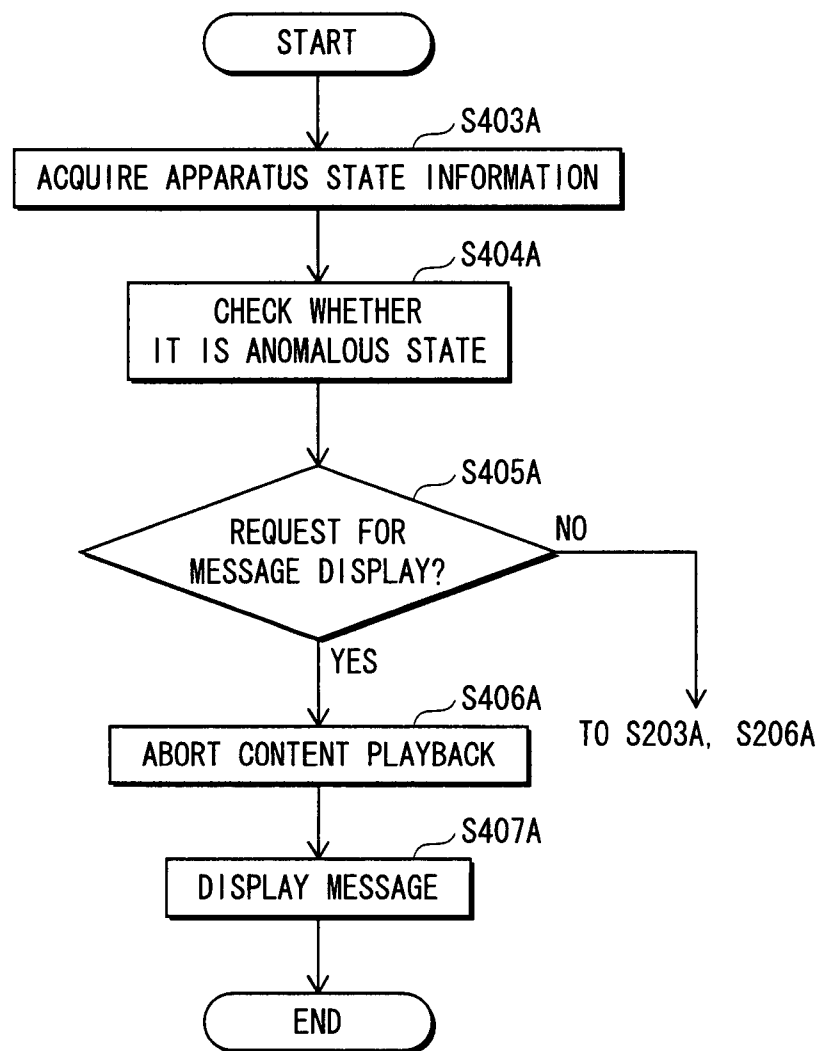 START
S403A
ACQUIRE APPARATUS STATE INFORMATION
S404A
CHECK WHETHER
IT IS ANOMALOUS STATE
S405A
REQUEST FOR
MESSAGE DISPLAY?
NO
YES
TO S203A, S206A
S406A
ABORT CONTENT PLAYBACK
S407A
DISPLAY MESSAGE
END